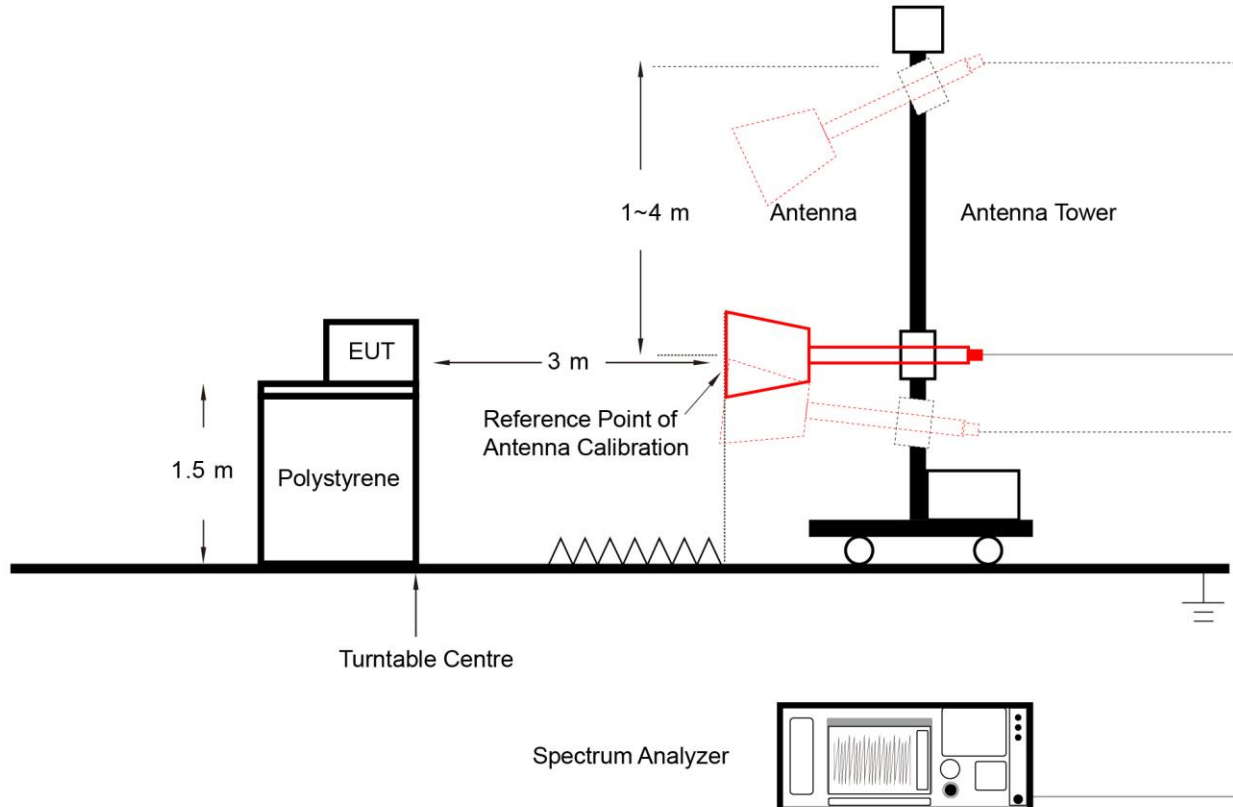 1~4 m
Antenna
Antenna Tower
EUT
3 m
Reference Point of
Antenna Calibration
1.5 m
Polystyrene
Turntable Centre
Spectrum Analyzer